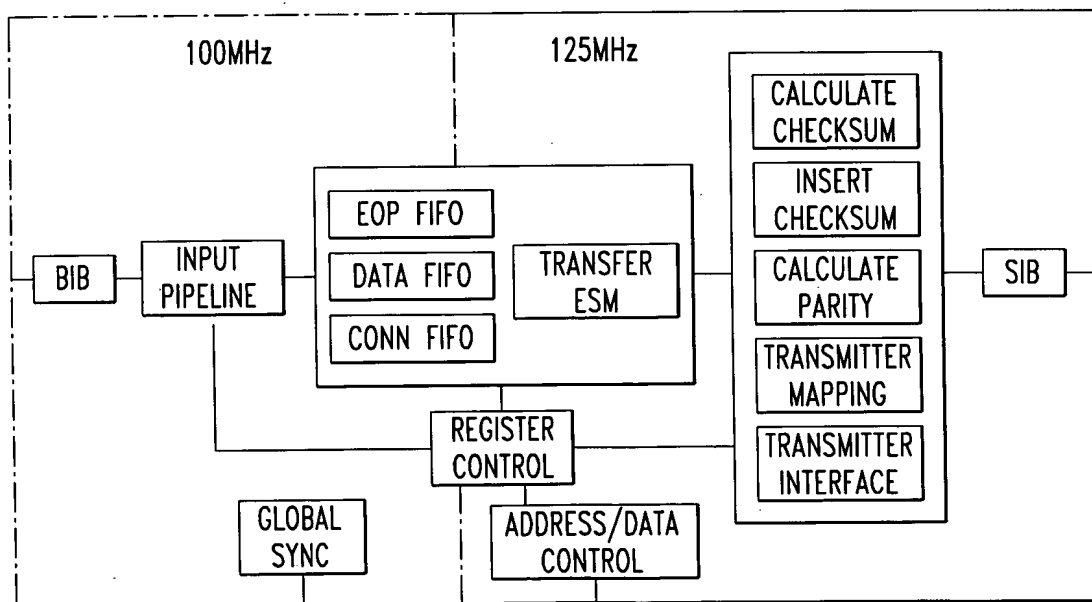 100MHz
125MHz
CALCULATE
CHECKSUM
INSERT
CHECKSUM
CALCULATE
PARITY
TRANSMITTER
MAPPING
TRANSMITTER
INTERFACE
EOP FIFO
DATA FIFO
CONN FIFO
TRANSFER
ESM
BIB
INPUT
PIPELINE
SIB
REGISTER
CONTROL
GLOBAL
SYNC
ADDRESS/DATA
CONTROL